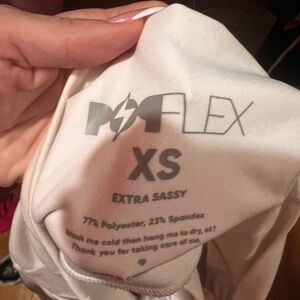 POPFLEX
XS
EXTRA SASSY
77% Polyester, 23% Spandex
Wash me cold then hang me to dry, ok?
Thank you for taking care of me.